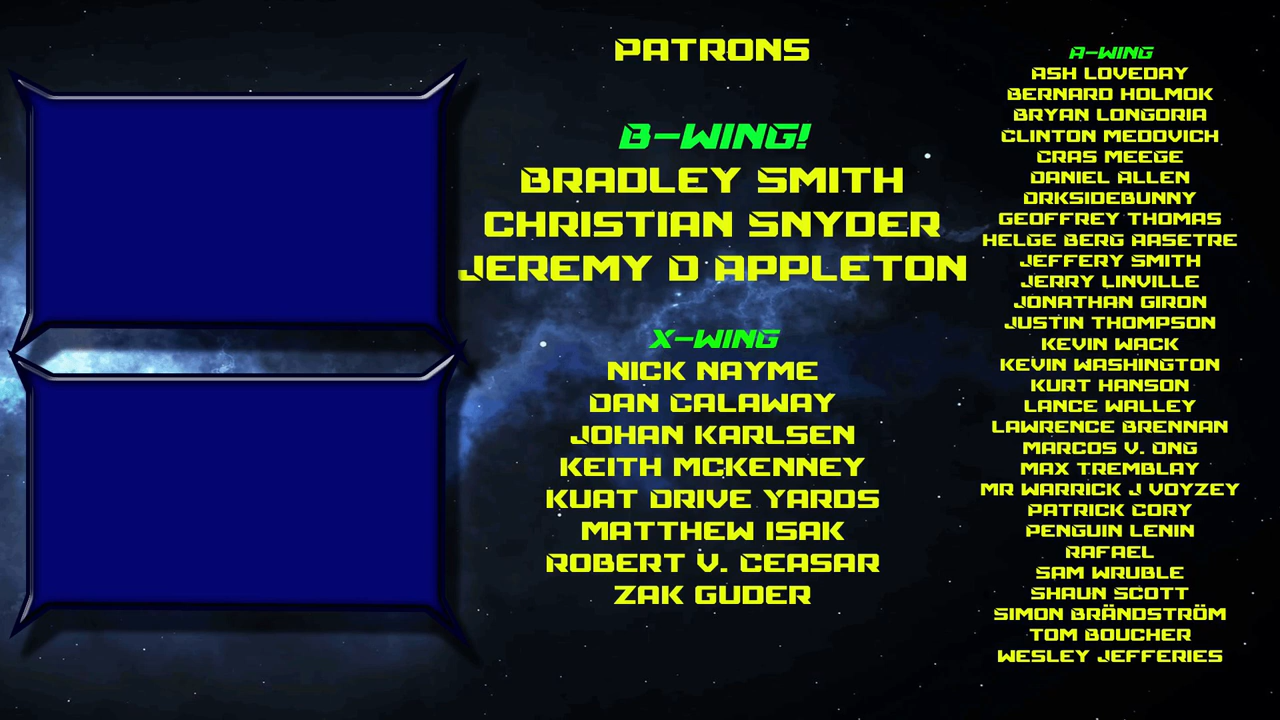 PATRONS
B-WING!
BRADLEY SMITH
CHRISTIAN SNYDER
JEREMY D APPLETON
X-WING
NICK NAYME
DAN CALAWAY
JOHAN KARLSEN
KEITH MCKENNEY
KUAT DRIVE YARDS
MATTHEW ISAK
ROBERT V. CEASAR
ZAK GUDER
A-WING
ASH LOVEDAY
BERNARD HOLMOK
BRYAN LONGORIA
CLINTON MEDOVICH
CRAS MEEGE
DANIEL ALLEN
DRKSIDEBUNNY
GEOFFREY THOMAS
HELGE BERG AASETRE
JEFFERY SMITH
JERRY LINVILLE
JONATHAN GIRON
JUSTIN THOMPSON
KEVIN WACK
KEVIN WASHINGTON
KURT HANSON
LANCE WALLEY
LAWRENCE BRENNAN
MARCOS V. ONG
MAX TREMBLAY
MR WARRICK J VOYZEY
PATRICK CORY
PENGUIN LENIN
RAFAEL
SAM WRUBLE
SHAUN SCOTT
SIMON BRÄNDSTRÖM
TOM BOUCHER
WESLEY JEFFERIES